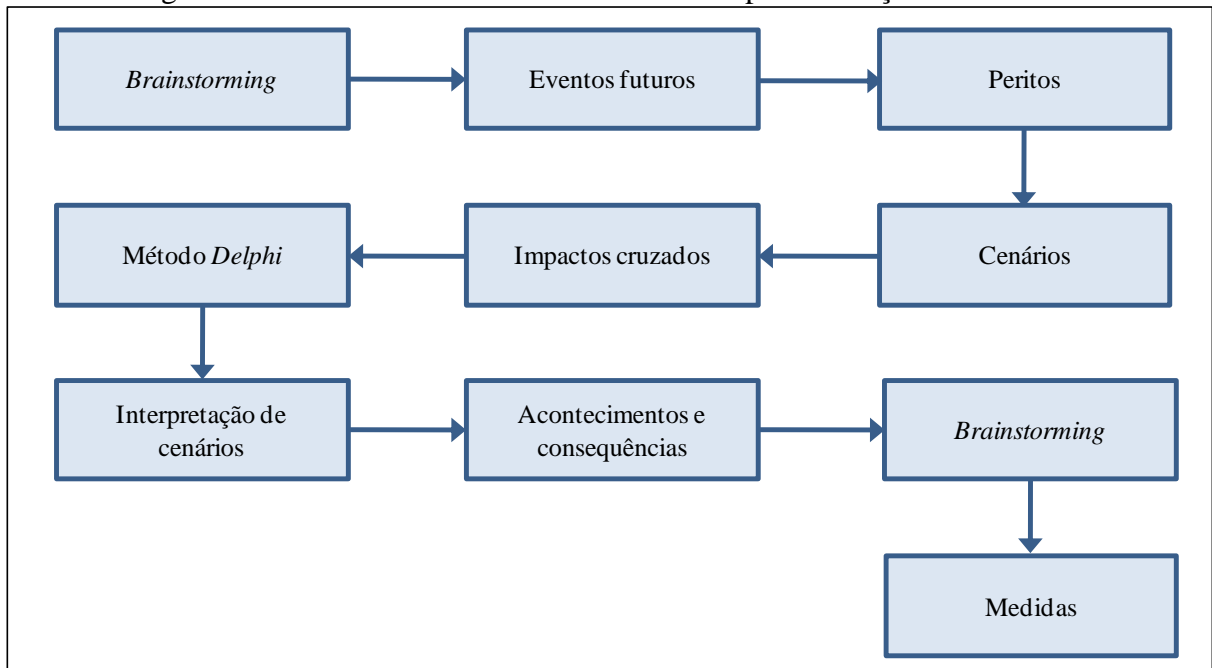 Brainstorming
Eventos futuros
Peritos
Cenários
Impactos cruzados
Método Delphi
Interpretação de
cenários
Acontecimentos e
consequências
Brainstorming
Medidas